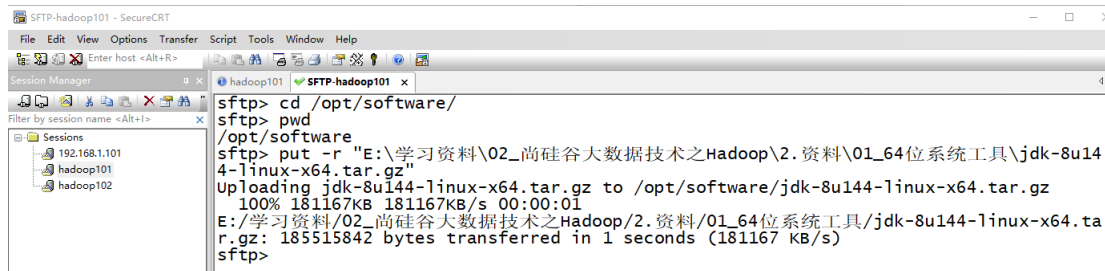 SFTP-hadoop101 - SecureCRT
File Edit View Options Transfer Script Tools Window Help
Enter host <Alt+R>
Session Manager
hadoop101
SFTP-hadoop101
Filter by session name <Alt+I>
Sessions
192.168.1.101
hadoop101
hadoop102
sftp> cd /opt/software/
sftp> pwd
/opt/software
sftp> put -r "E:\学习资料\02_尚硅谷大数据技术之Hadoop\2.资料\01_64位系统工具\jdk-8u14
4-linux-x64.tar.gz"
Uploading jdk-8u144-linux-x64.tar.gz to /opt/software/jdk-8u144-linux-x64.tar.gz
100% 181167KB 181167KB/s 00:00:01
E:/学习资料/02_尚硅谷大数据技术之Hadoop/2.资料/01_64位系统工具/jdk-8u144-linux-x64.ta
r.gz: 185515842 bytes transferred in 1 seconds (181167 KB/s)
sftp>